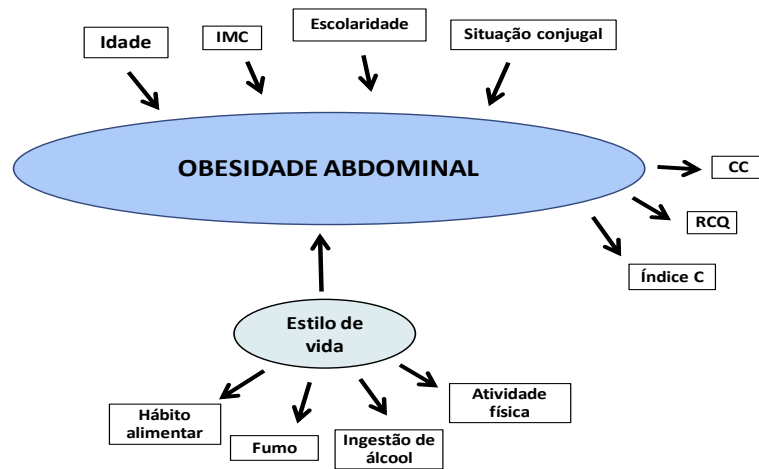 Idade
IMC
Escolaridade
Situação conjugal
OBESIDADE ABDOMINAL
CC
RCQ
Índice C
Estilo de
vida
Hábito
alimentar
Fumo
Ingestão de
álcool
Atividade
física